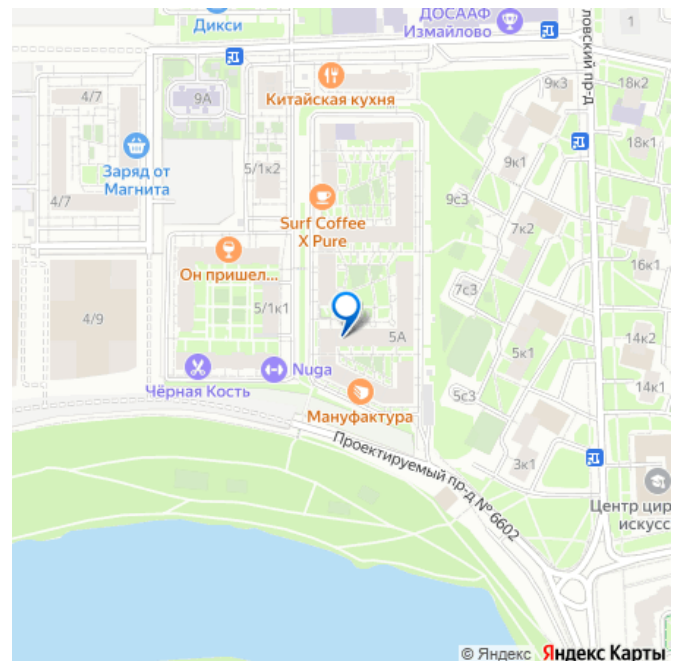 Дикси
ДОСААФ
Измайлово
1
ловский пр-д
4/7
9А
Китайская кухня
9к3
18к2
Заряд от
Магнита
5/1к2
9к1
18к1
4/7
9с3
Surf Coffee
X Pure
7к2
16к1
Он пришел...
7с3
5/1к1
4/9
5А
14к2
5к1
Nuga
Чёрная Кость
5с3
14к1
Мануфактура
Проектируемый пр-д № 6602
3к1
Центр цир
искусс
© Яндекс Яндекс Карты